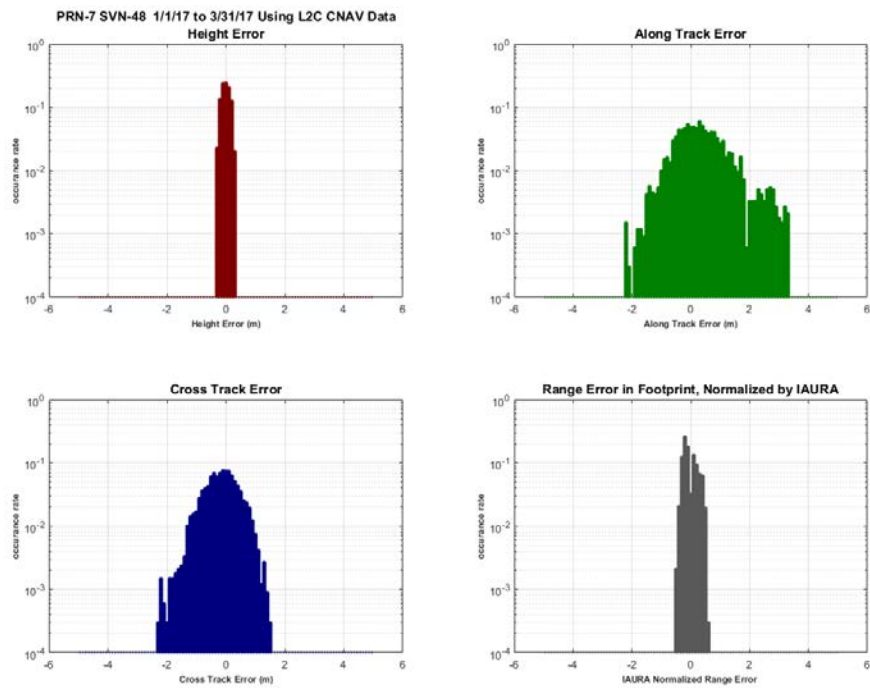 PRN-7 SVN-48 1/1/17 to 3/31/17 Using L2C CNAV Data
Height Error
10^0
10^-1
10^-2
10^-3
10^-4
occurance rate
-6 -4 -2 0 2 4 6
Height Error (m)
Along Track Error
10^0
10^-1
10^-2
10^-3
10^-4
occurance rate
-6 -4 -2 0 2 4 6
Along Track Error (m)
Cross Track Error
10^0
10^-1
10^-2
10^-3
10^-4
occurance rate
-6 -4 -2 0 2 4 6
Cross Track Error (m)
Range Error in Footprint, Normalized by IAURA
10^0
10^-1
10^-2
10^-3
10^-4
occurance rate
-6 -4 -2 0 2 4 6
IAURA Normalized Range Error